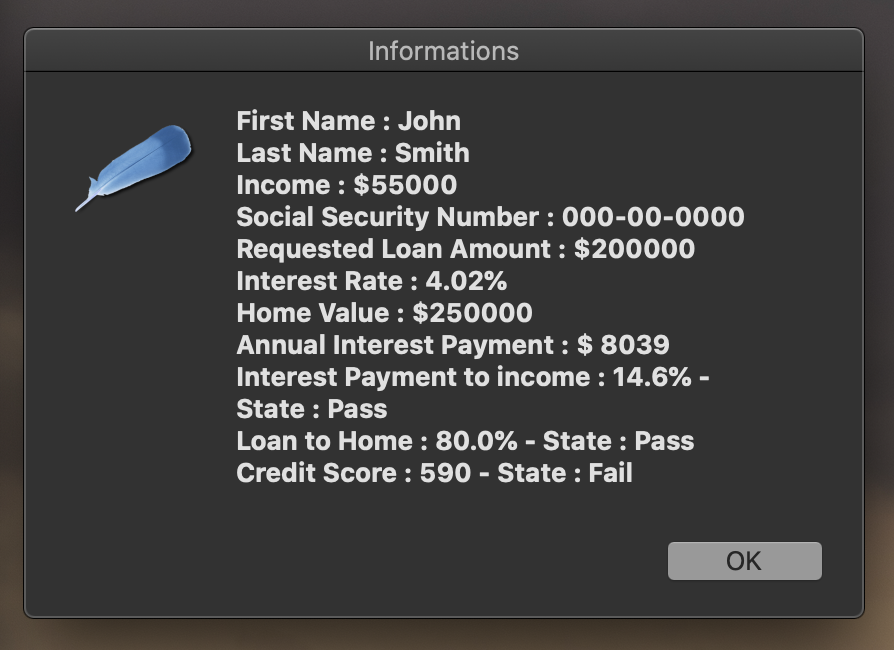 Informations
First Name : John
Last Name : Smith
Income : $55000
Social Security Number : 000-00-0000
Requested Loan Amount : $200000
Interest Rate : 4.02%
Home Value : $250000
Annual Interest Payment : $ 8039
Interest Payment to income : 14.6% -
State : Pass
Loan to Home : 80.0% - State : Pass
Credit Score : 590 - State : Fail
OK